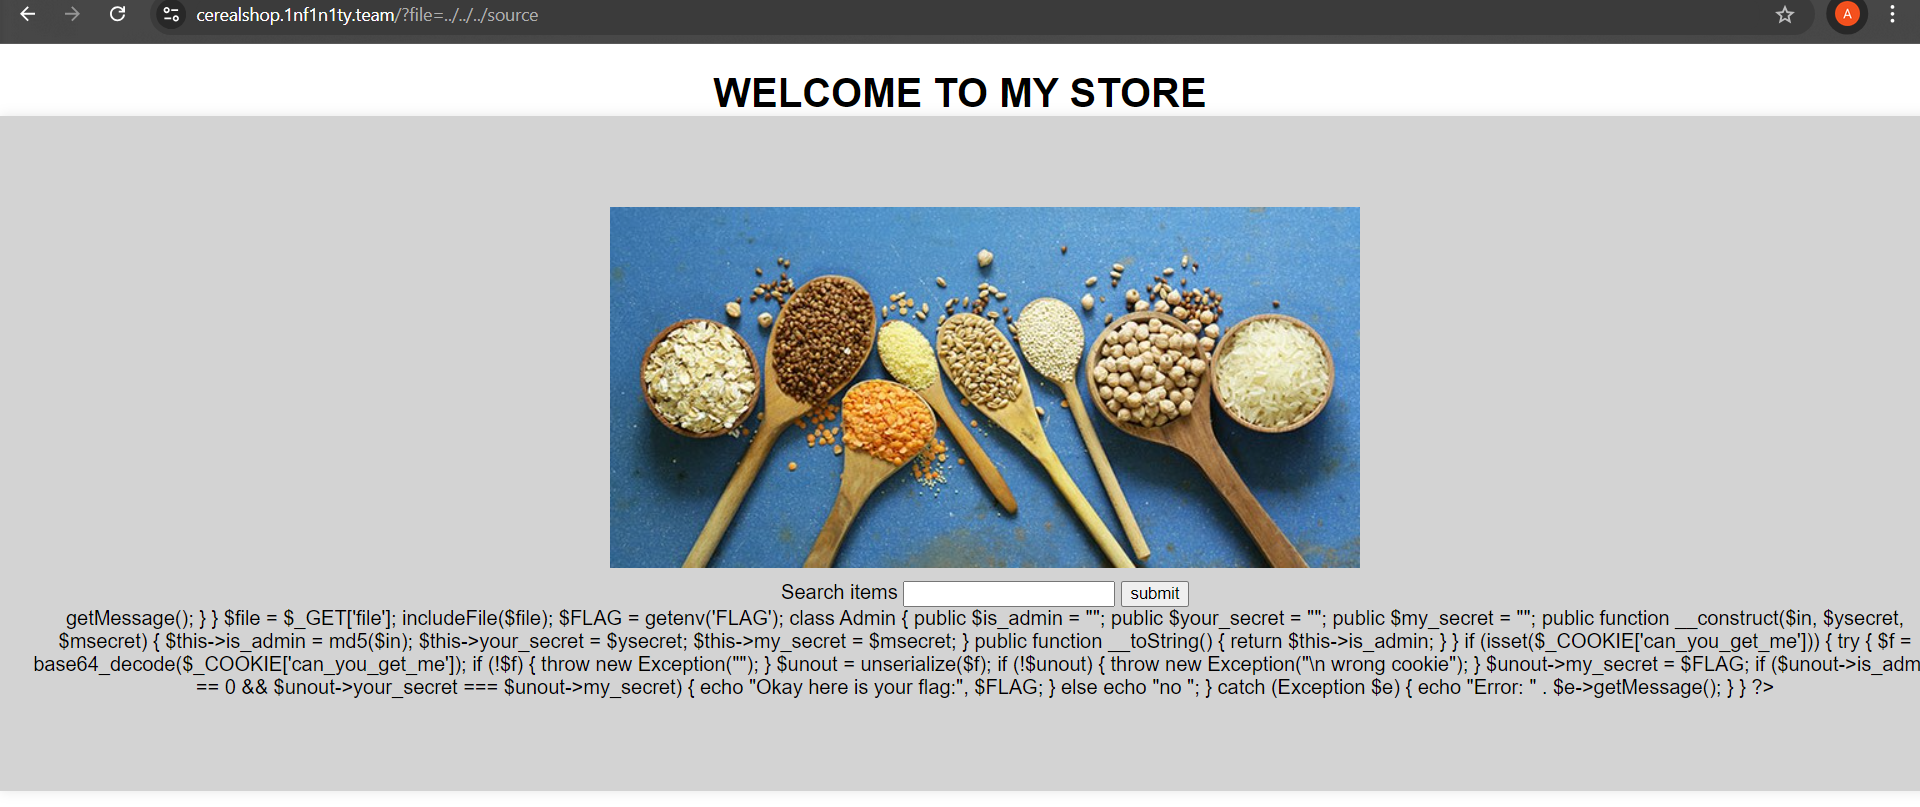 cerealshop.1nf1n1ty.team/?file=../../../source
A
WELCOME TO MY STORE
Search items submit
getMessage(); } } $file = $_GET['file']; includeFile($file); $FLAG = getenv('FLAG'); class Admin { public $is_admin = ""; public $your_secret = ""; public $my_secret = ""; public function __construct($in, $ysecret,
$msecret) { $this->is_admin = md5($in); $this->your_secret = $ysecret; $this->my_secret = $msecret; } public function __toString() { return $this->is_admin; } } if (isset($_COOKIE['can_you_get_me'])) { try { $f =
base64_decode($_COOKIE['can_you_get_me']); if (!$f) { throw new Exception(""); } $unout = unserialize($f); if (!$unout) { throw new Exception("\n wrong cookie"); } $unout->my_secret = $FLAG; if ($unout->is_adm
== 0 && $unout->your_secret === $unout->my_secret) { echo "Okay here is your flag:", $FLAG; } else echo "no "; } catch (Exception $e) { echo "Error: " . $e->getMessage(); } } ?>